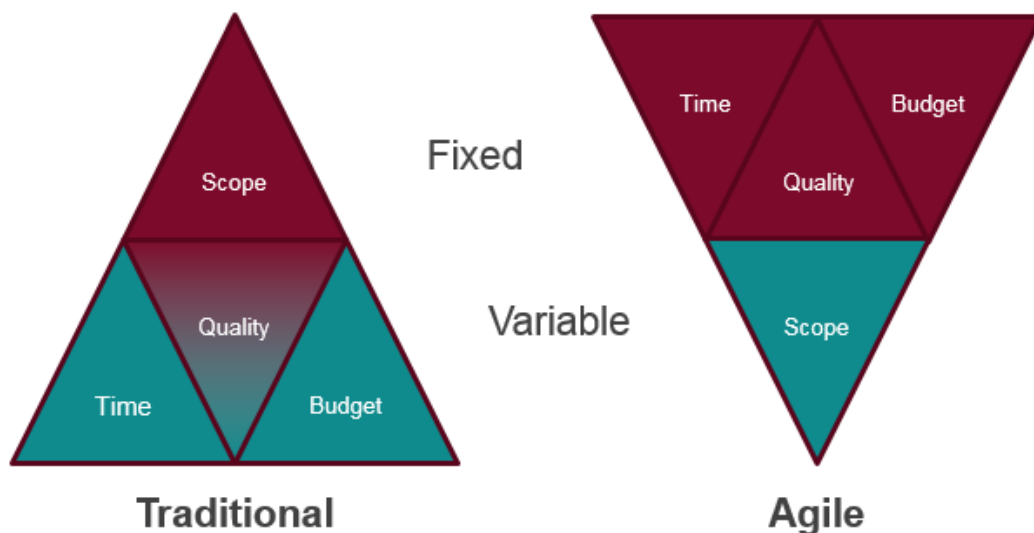 Time
Budget
Fixed
Scope
Quality
Variable
Quality
Scope
Time
Budget
Traditional
Agile